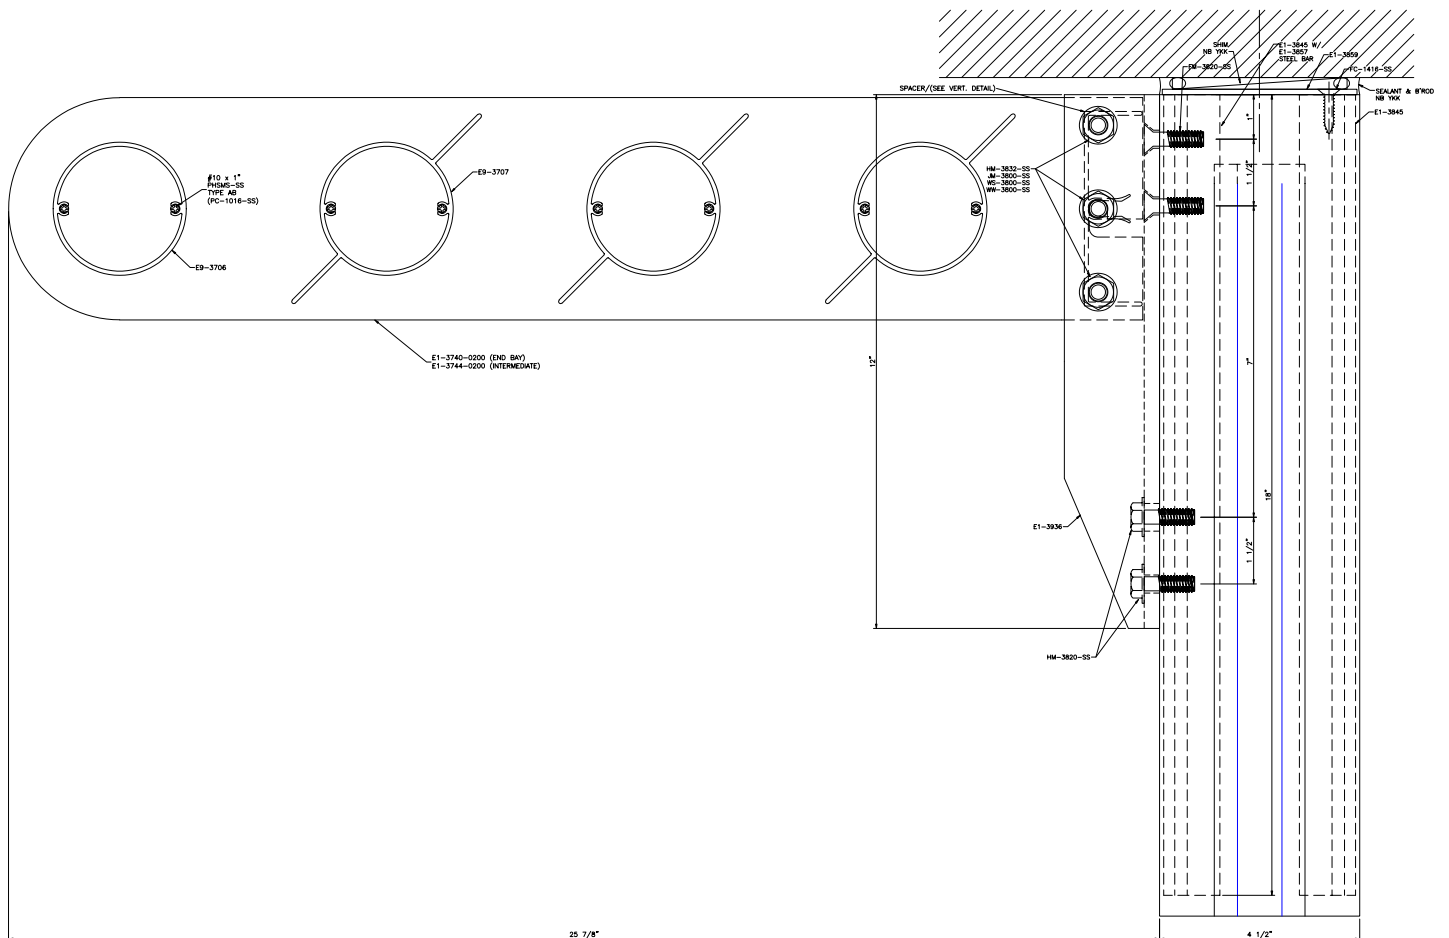 SHIM
NB YKK
E1-3845 W/
E1-3857
STEEL BAR
E1-3859
FM-3820-SS
FC-1416-SS
SPACER/(SEE VERT. DETAIL)
SEALANT & B'ROD
NB YKK
E1-3845
1"
#10 x 1"
PHSMS-SS
TYPE AB
(PC-1016-SS)
E9-3707
HM-3832-SS
JM-3800-SS
WS-3800-SS
WW-3800-SS
1 1/2"
E9-3706
E1-3740-0200 (END BAY)
E1-3744-0200 (INTERMEDIATE)
12"
7"
18"
E1-3936
1 1/2"
HM-3820-SS
25 7/8"
4 1/2"